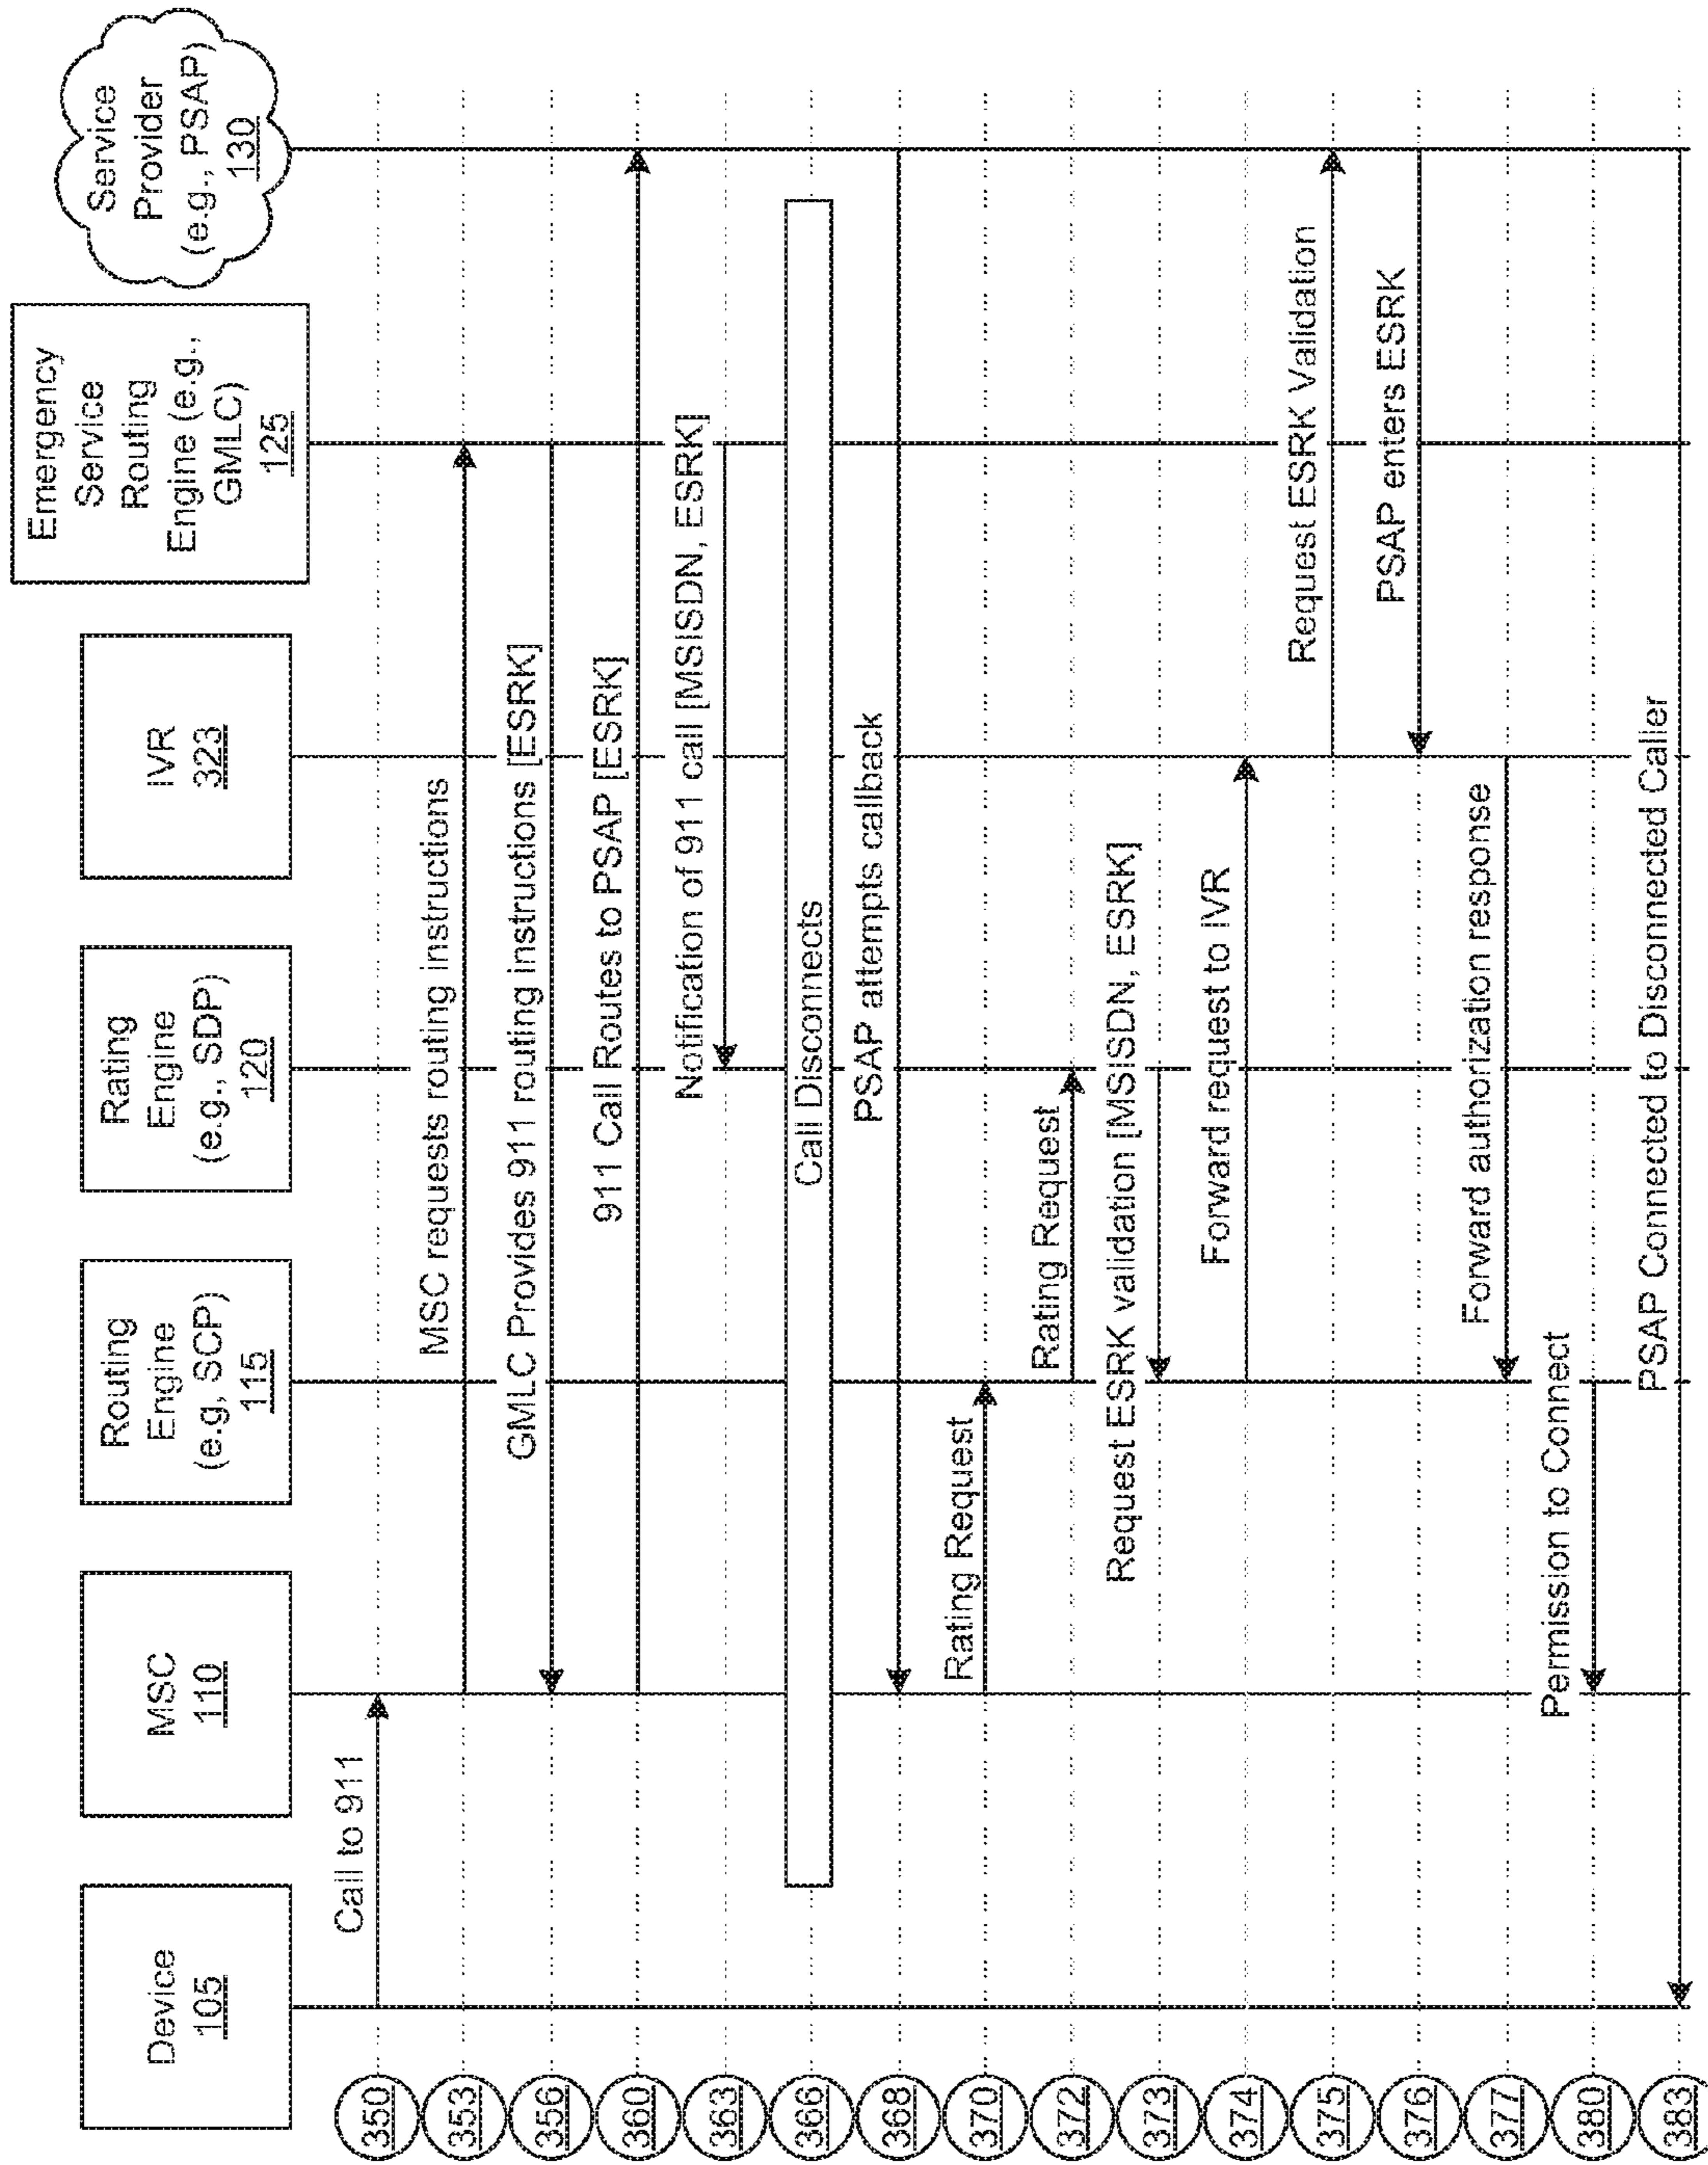 Device
105
MSC
110
Routing
Engine
(e.g, SCP)
115
Rating
Engine
(e.g., SDP)
120
IVR
323
Emergency
Service
Routing
Engine (e.g.,
GMLC)
125
Service
Provider
(e.g., PSAP)
130
350
Call to 911
353
MSC requests routing instructions
356
GMLC Provides 911 routing instructions [ESRK]
360
911 Call Routes to PSAP [ESRK]
363
Notification of 911 call [MSISDN, ESRK]
366
Call Disconnects
368
PSAP attempts callback
370
Rating Request
372
Rating Request
373
Request ESRK validation [MSISDN, ESRK]
374
Forward request to IVR
375
Request ESRK Validation
376
PSAP enters ESRK
377
Forward authorization response
380
Permission to Connect
383
PSAP Connected to Disconnected Caller